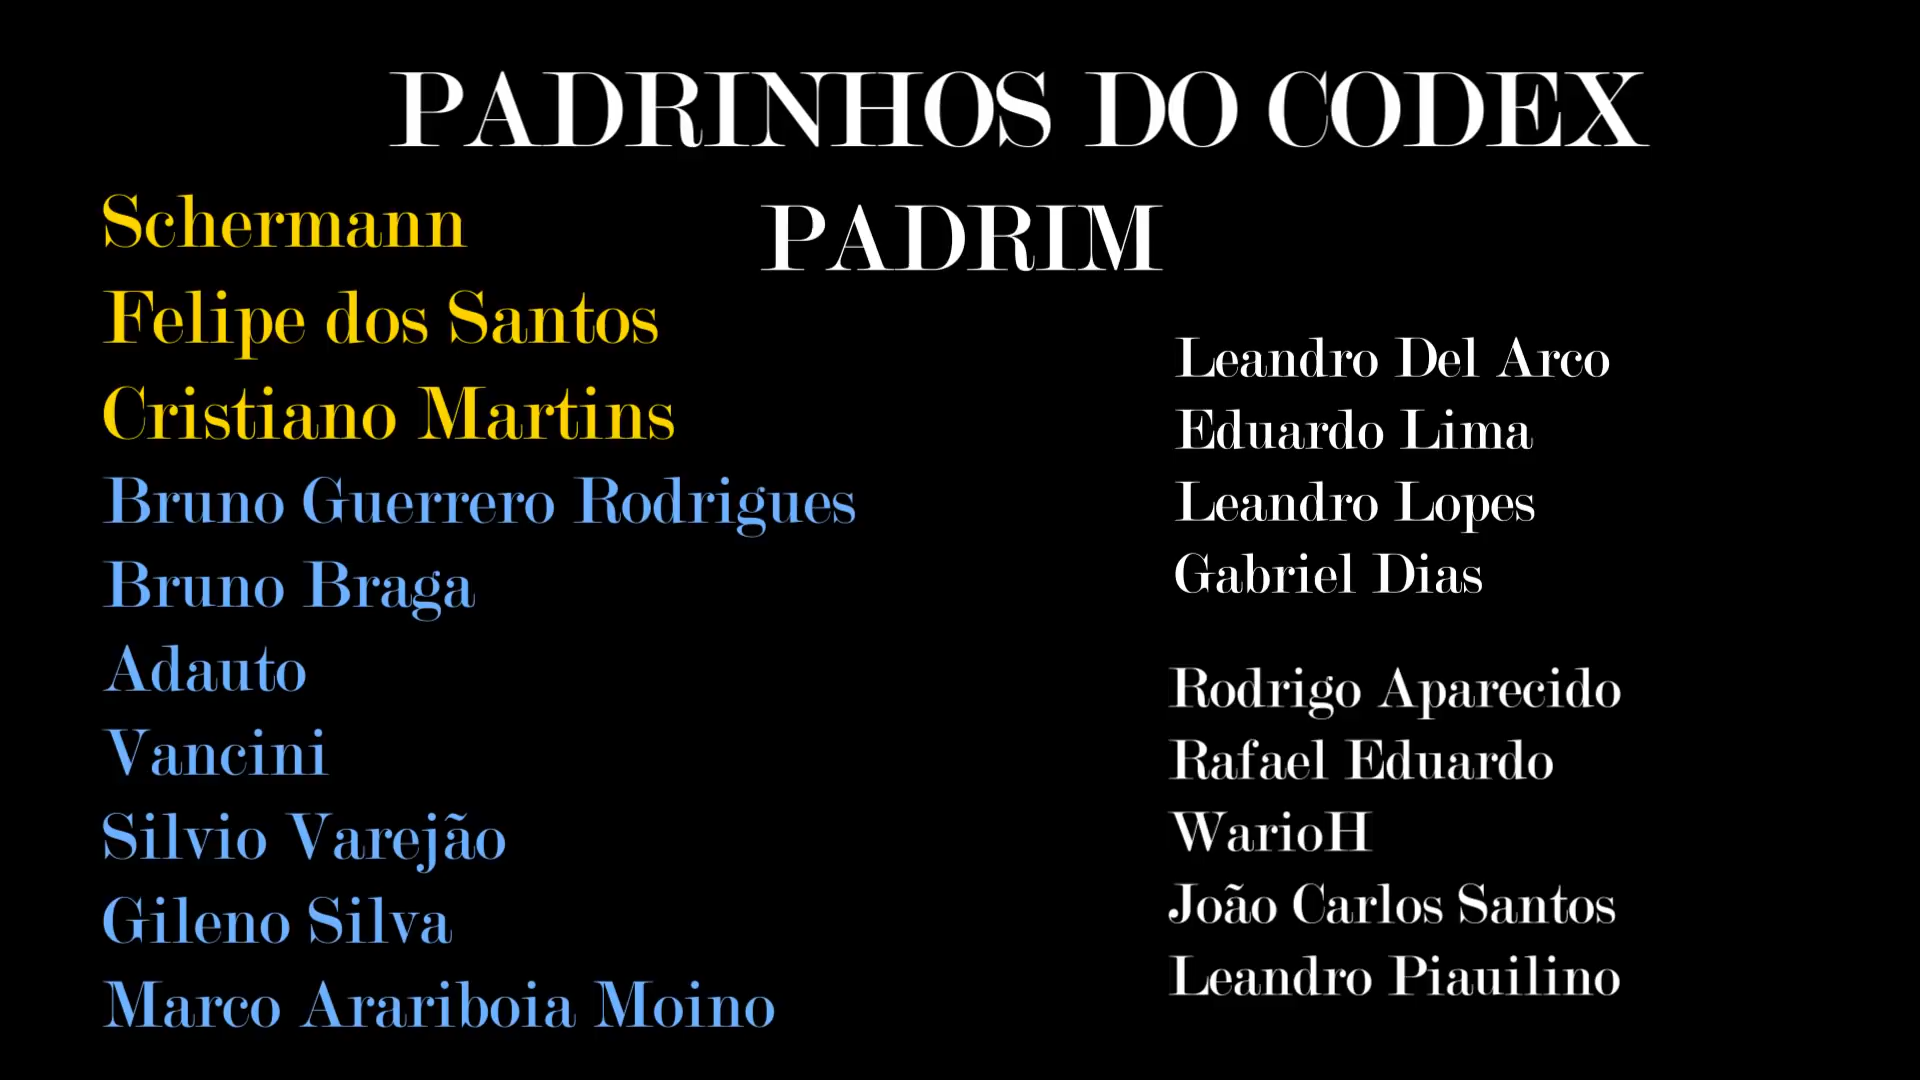 PADRINHOS DO CODEX
PADRIM
Schermann
Felipe dos Santos
Cristiano Martins
Bruno Guerrero Rodrigues
Bruno Braga
Adauto
Vancini
Silvio Varejão
Gileno Silva
Marco Arariboia Moino
Leandro Del Arco
Eduardo Lima
Leandro Lopes
Gabriel Dias
Rodrigo Aparecido
Rafael Eduardo
WarioH
João Carlos Santos
Leandro Piauilino